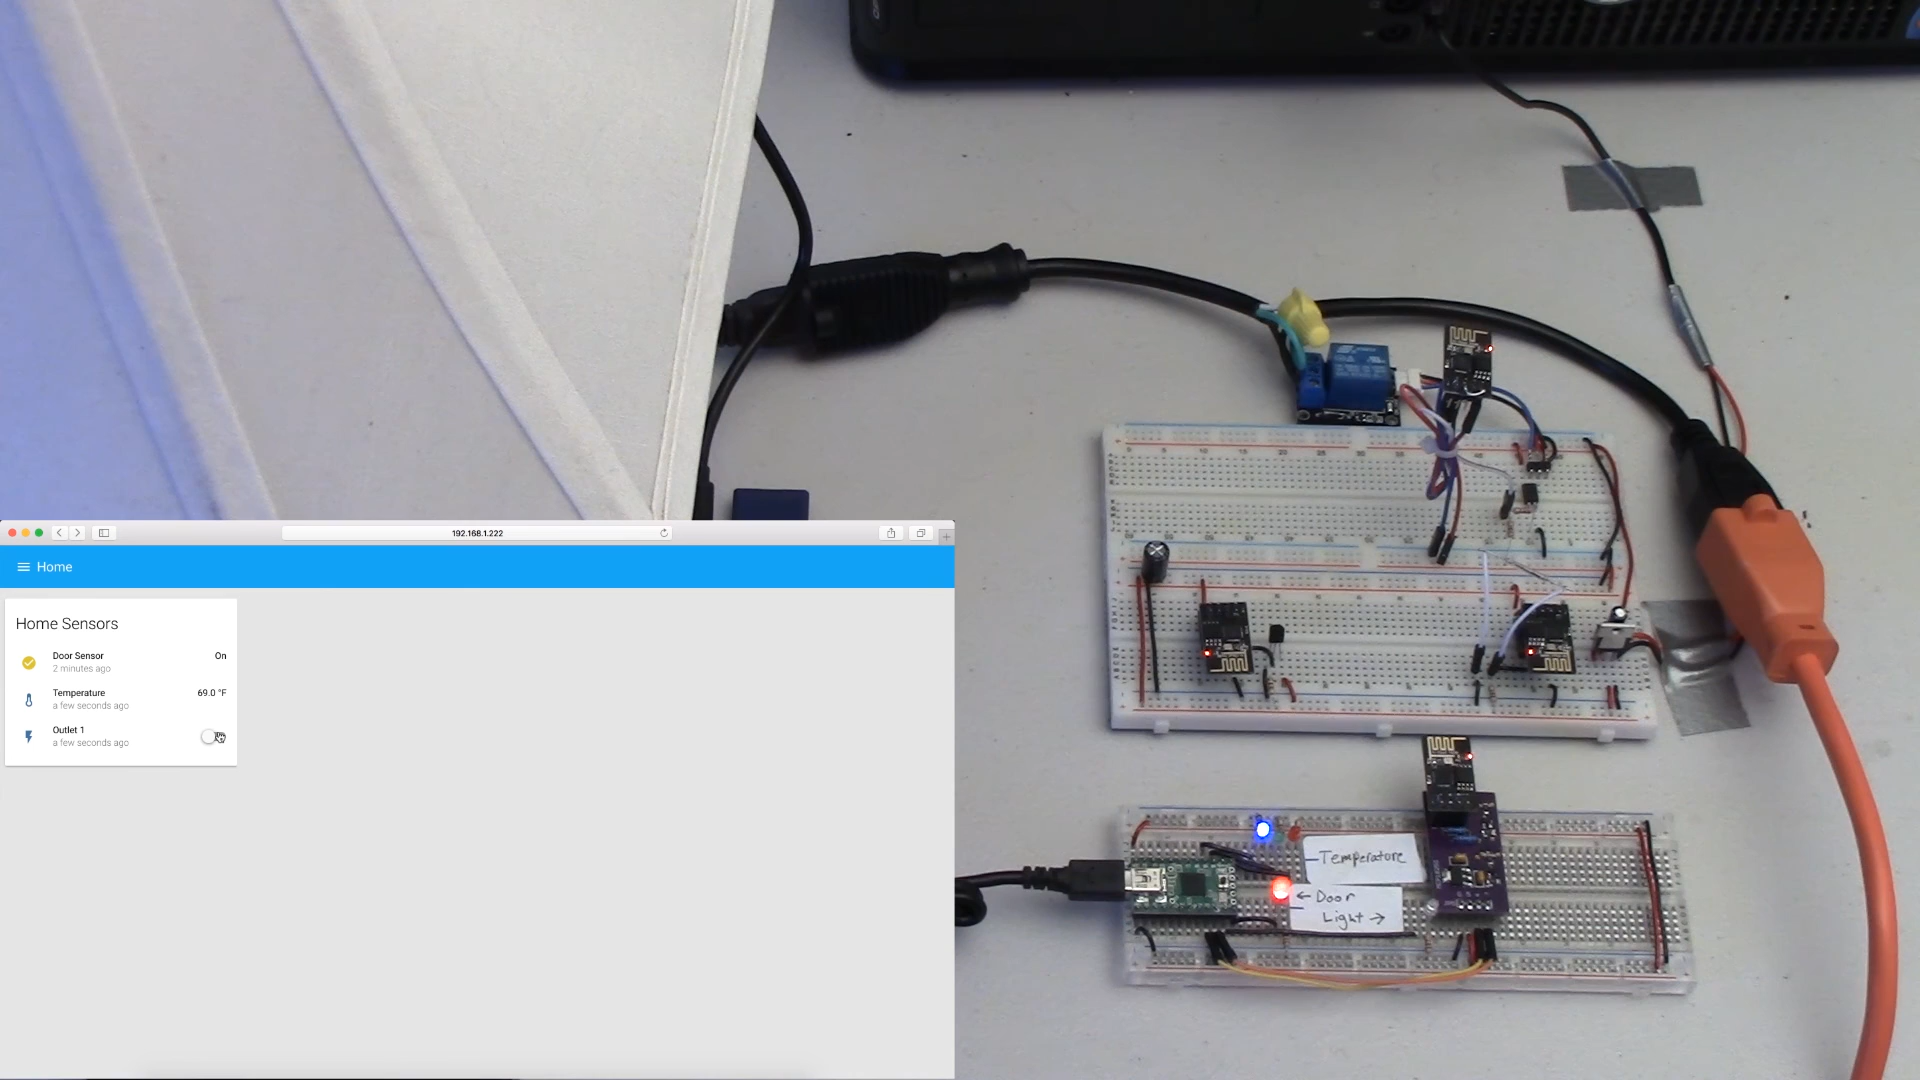 192.168.1.222
Home
Home Sensors
Door Sensor
On
2 minutes ago
Temperature
69.0 °F
a few seconds ago
Outlet 1
a few seconds ago
Temperature
← Door
Light →